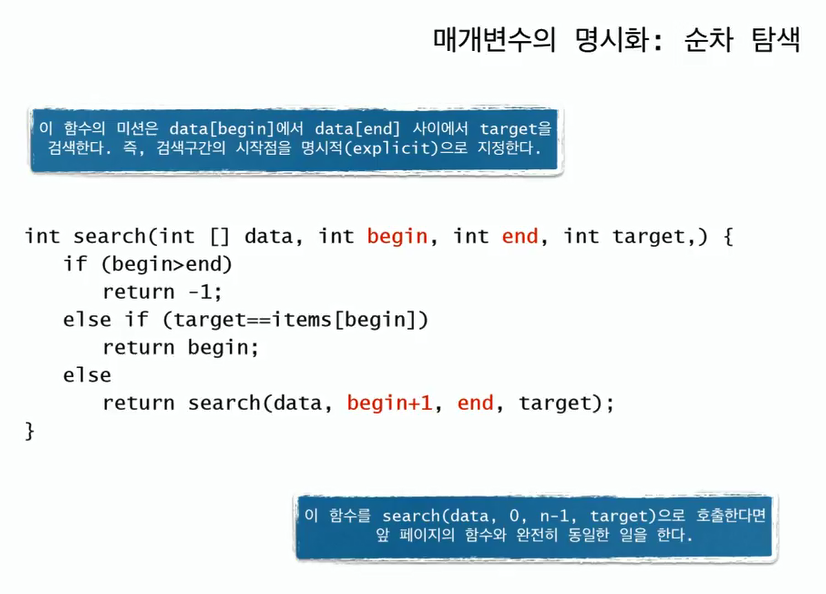 매개변수의 명시화: 순차 탐색
이 함수의 미션은 data[begin]에서 data[end] 사이에서 target을
검색한다. 즉, 검색구간의 시작점을 명시적(explicit)으로 지정한다.
int search(int [] data, int begin, int end, int target,) {
if (begin>end)
return -1;
else if (target==items[begin])
return begin;
else
return search(data, begin+1, end, target);
}
이 함수를 search(data, 0, n-1, target)으로 호출한다면
앞 페이지의 함수와 완전히 동일한 일을 한다.